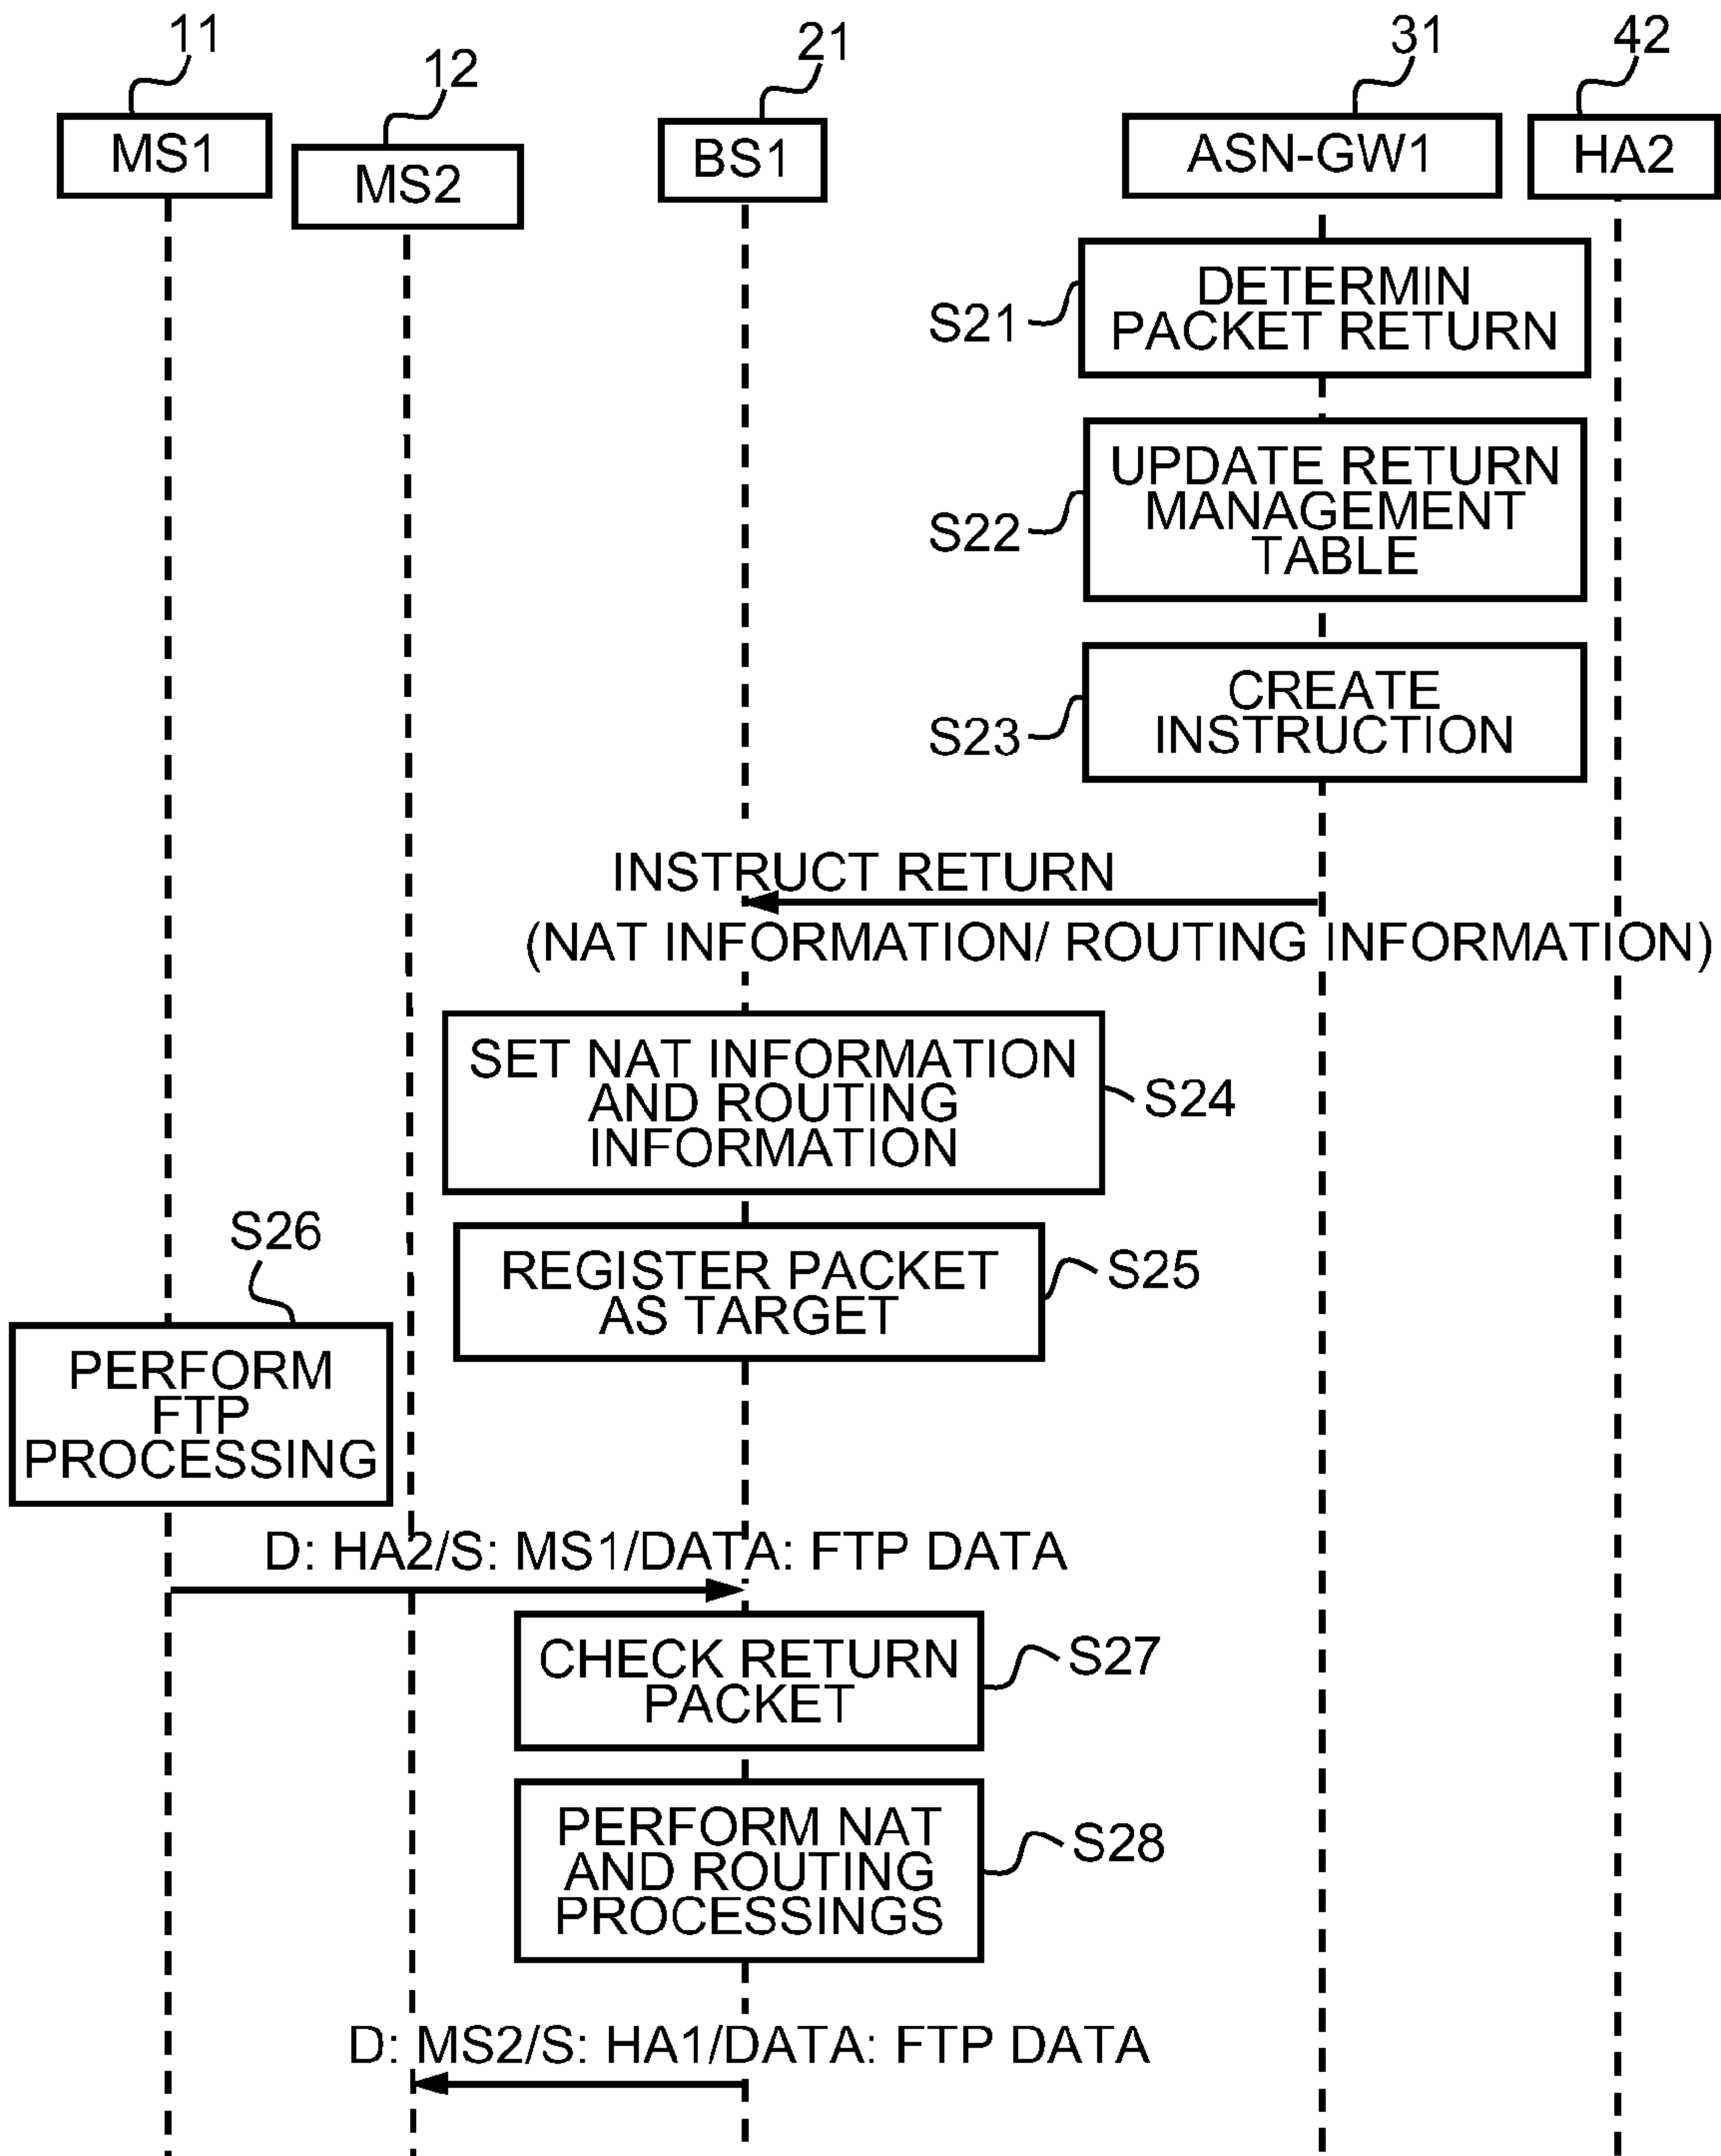 11
12
21
31
42
MS1
MS2
BS1
ASN-GW1
HA2
DETERMIN
PACKET RETURN
S21
UPDATE RETURN
MANAGEMENT
TABLE
S22
CREATE
INSTRUCTION
S23
INSTRUCT RETURN
(NAT INFORMATION/ ROUTING INFORMATION)
SET NAT INFORMATION
AND ROUTING
INFORMATION
S24
REGISTER PACKET
AS TARGET
S25
S26
PERFORM
FTP
PROCESSING
D: HA2/S: MS1/DATA: FTP DATA
CHECK RETURN
PACKET
S27
PERFORM NAT
AND ROUTING
PROCESSINGS
S28
D: MS2/S: HA1/DATA: FTP DATA